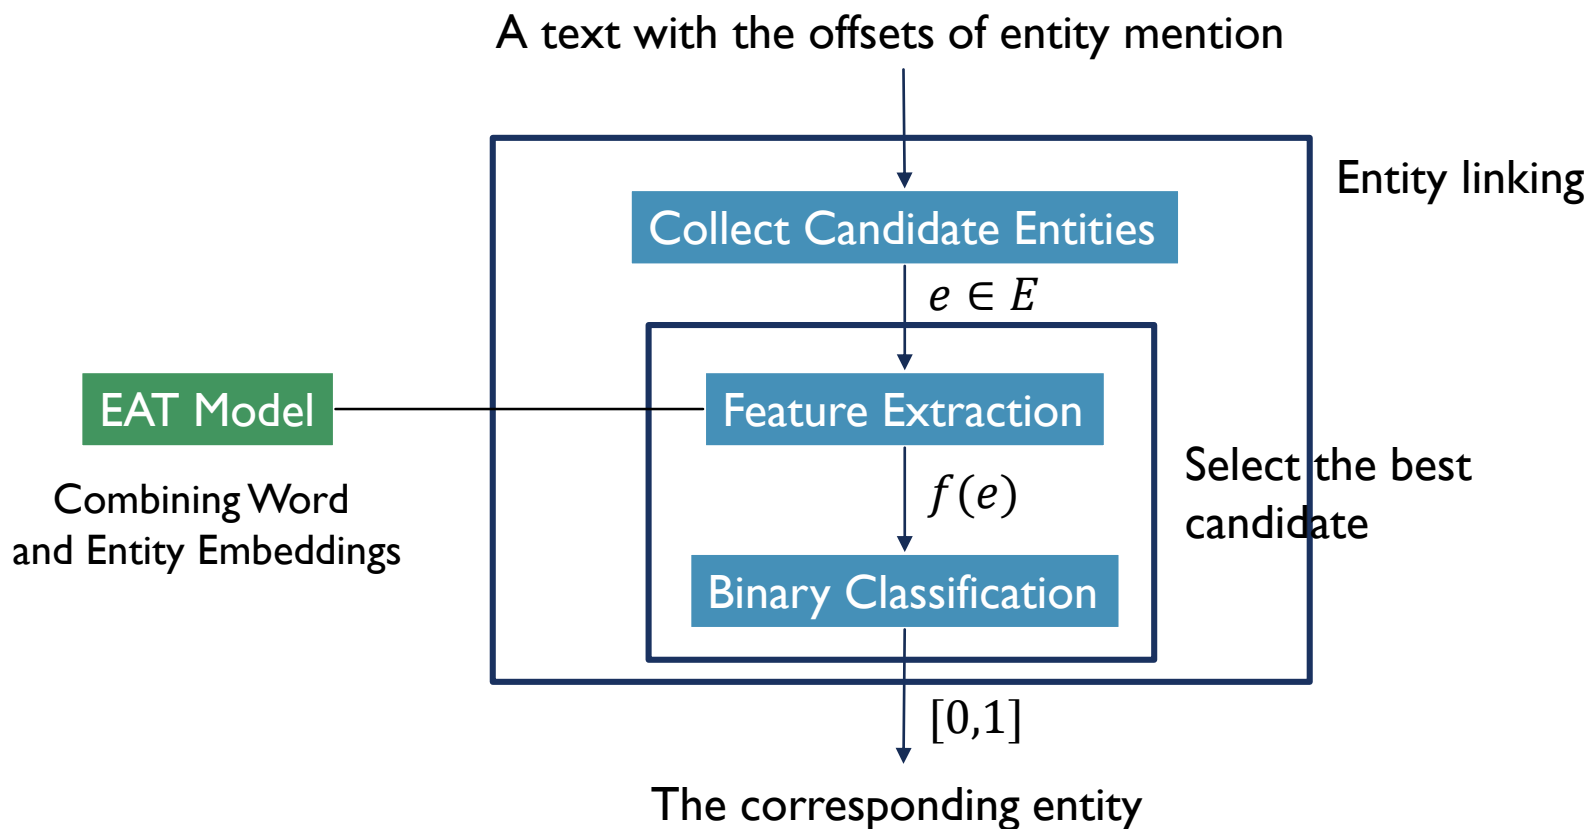 A text with the offsets of entity mention
Entity linking
Collect Candidate Entities
e ∈ E
EAT Model
Combining Word
and Entity Embeddings
Feature Extraction
f(e)
Select the best
candidate
Binary Classification
[0,1]
The corresponding entity